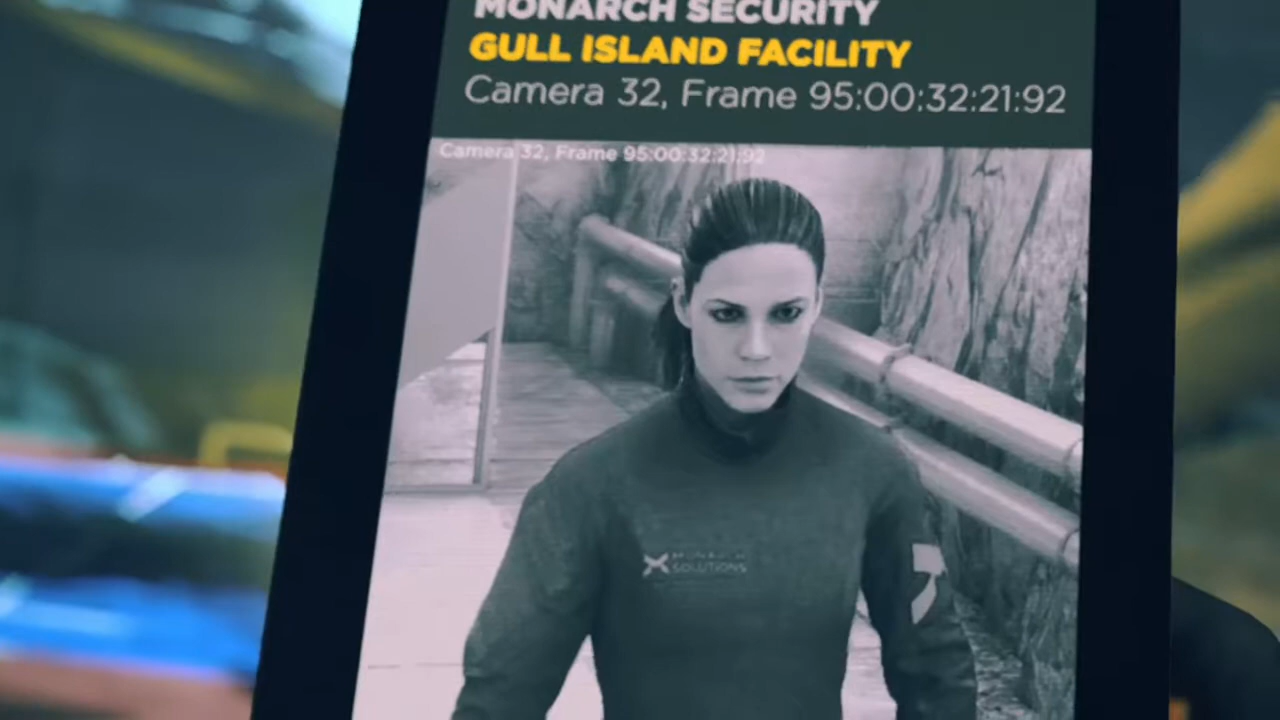 MONARCH SECURITY
GULL ISLAND FACILITY
Camera 32, Frame 95:00:32:21:92
Camera 32, Frame 95:00:32:21:92
MONARCH
SOLUTIONS